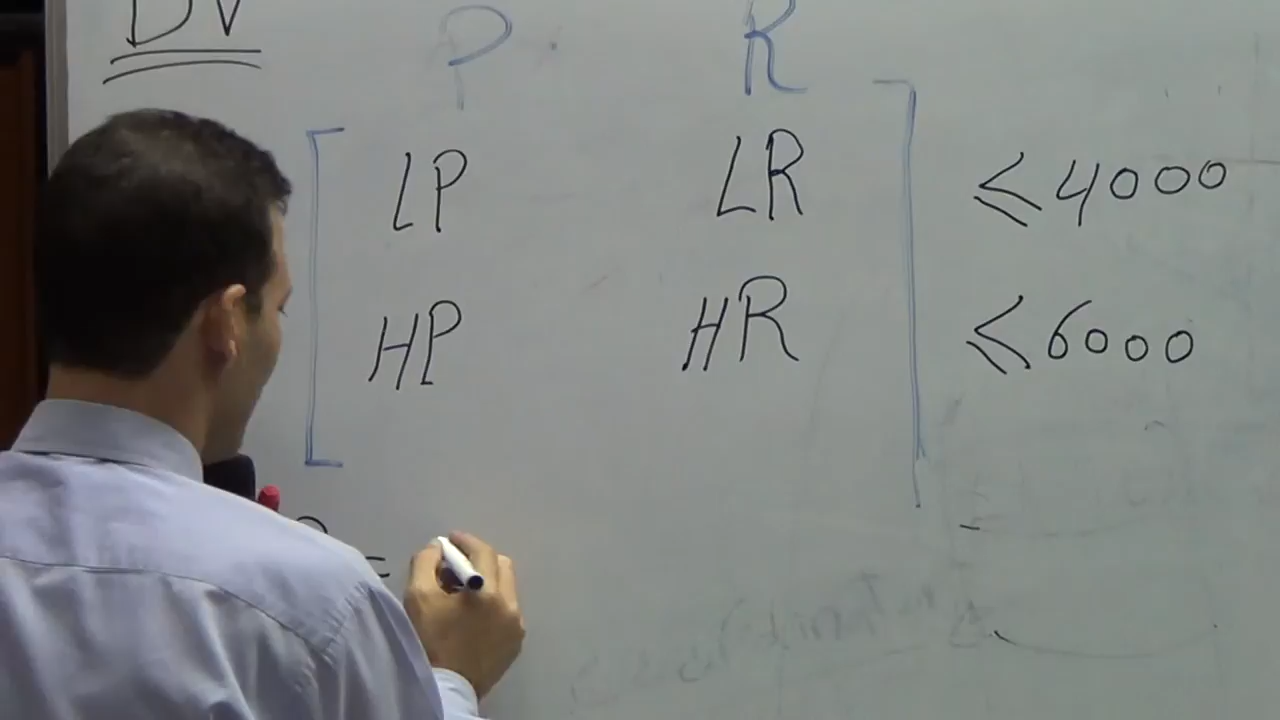 DV
P R
LP LR ≤ 4000
HP HR ≤ 6000
=